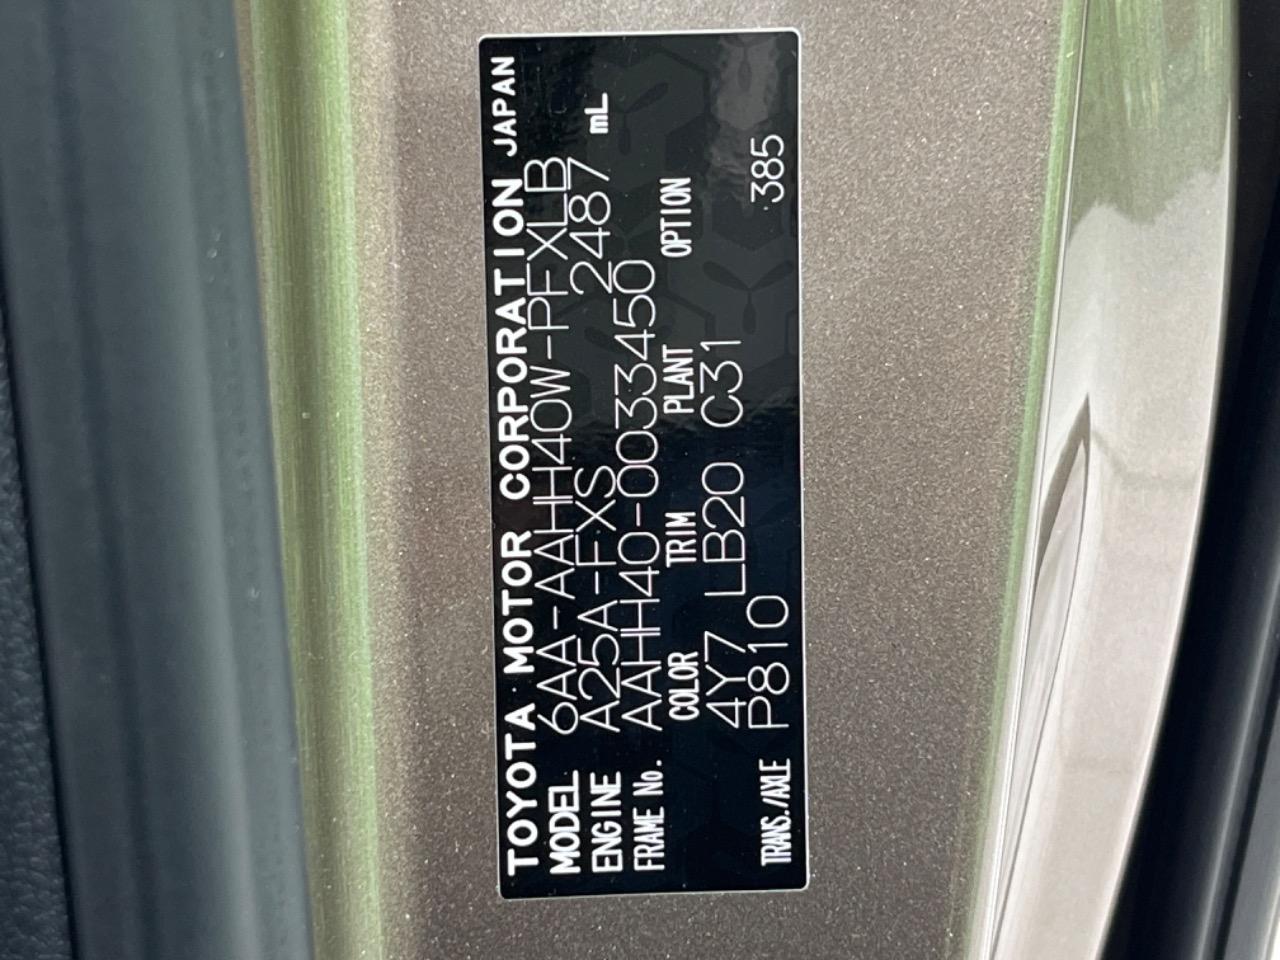 TOYOTA MOTOR CORPORATION JAPAN
MODEL 6AA-AAHH40W-PFXLB
ENGINE A25A-FXS 2487 mL
FRAME No. AAHH40-0033450
COLOR TRIM PLANT OPTION
4Y7 LB20 C31
TRANS./AXLE P810 385